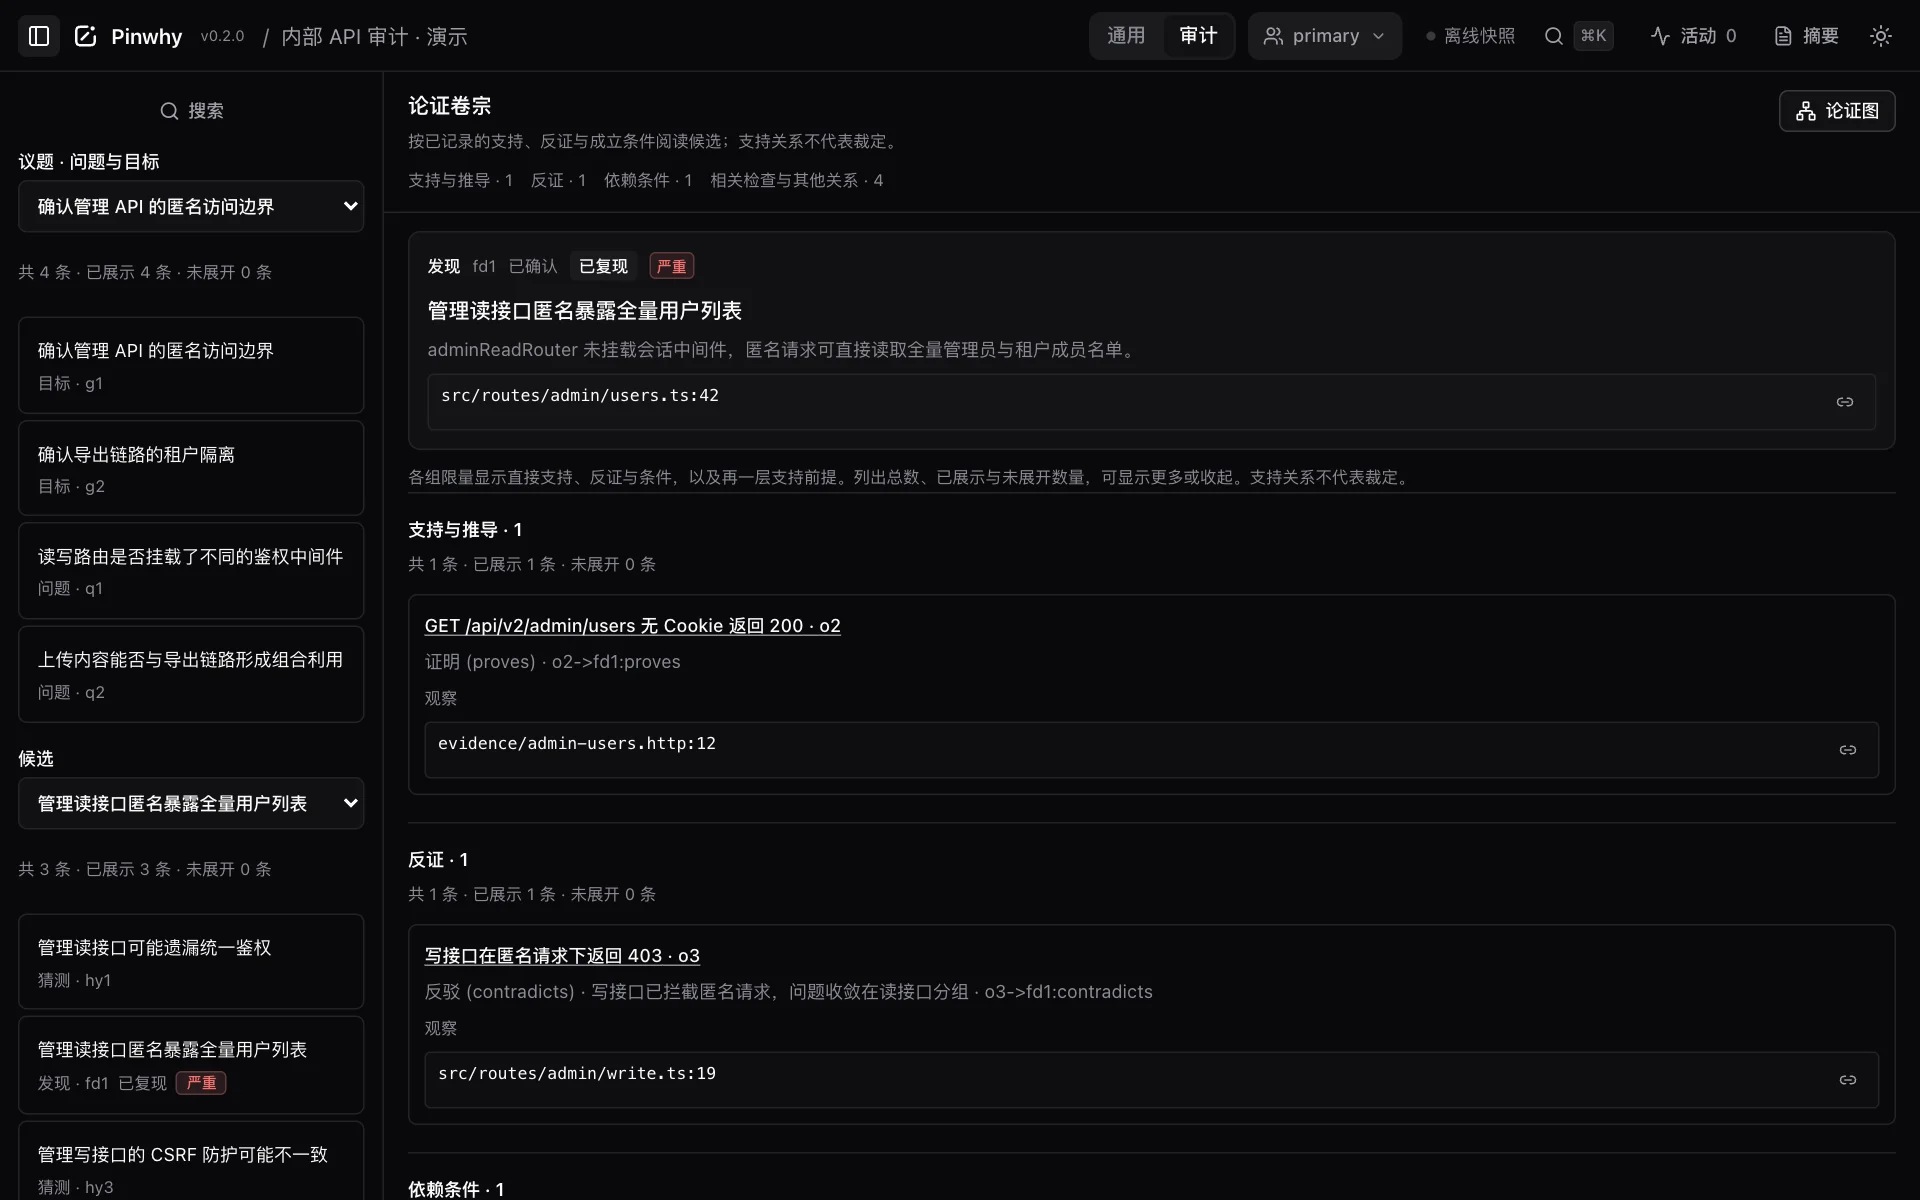 Pinwhy v0.2.0 / 内部 API 审计 · 演示
通用 审计 primary 离线快照 ⌘K 活动 0 摘要
搜索
议题 · 问题与目标
确认管理 API 的匿名访问边界
共 4 条 · 已展示 4 条 · 未展开 0 条
确认管理 API 的匿名访问边界
目标 · g1
确认导出链路的租户隔离
目标 · g2
读写路由是否挂载了不同的鉴权中间件
问题 · q1
上传内容能否与导出链路形成组合利用
问题 · q2
候选
管理读接口匿名暴露全量用户列表
共 3 条 · 已展示 3 条 · 未展开 0 条
管理读接口可能遗漏统一鉴权
猜测 · hy1
管理读接口匿名暴露全量用户列表
发现 · fd1 已复现 严重
管理写接口的 CSRF 防护可能不一致
猜测 · hy3
论证卷宗
论证图
按已记录的支持、反证与成立条件阅读候选；支持关系不代表裁定。
支持与推导 · 1 反证 · 1 依赖条件 · 1 相关检查与其他关系 · 4
发现 fd1 已确认 已复现 严重
管理读接口匿名暴露全量用户列表
adminReadRouter 未挂载会话中间件，匿名请求可直接读取全量管理员与租户成员名单。
src/routes/admin/users.ts:42
各组限量显示直接支持、反证与条件，以及再一层支持前提。列出总数、已展示与未展开数量，可显示更多或收起。支持关系不代表裁定。
支持与推导 · 1
共 1 条 · 已展示 1 条 · 未展开 0 条
GET /api/v2/admin/users 无 Cookie 返回 200 · o2
证明 (proves) · o2->fd1:proves
观察
evidence/admin-users.http:12
反证 · 1
共 1 条 · 已展示 1 条 · 未展开 0 条
写接口在匿名请求下返回 403 · o3
反驳 (contradicts) · 写接口已拦截匿名请求，问题收敛在读接口分组 · o3->fd1:contradicts
观察
src/routes/admin/write.ts:19
依赖条件 · 1